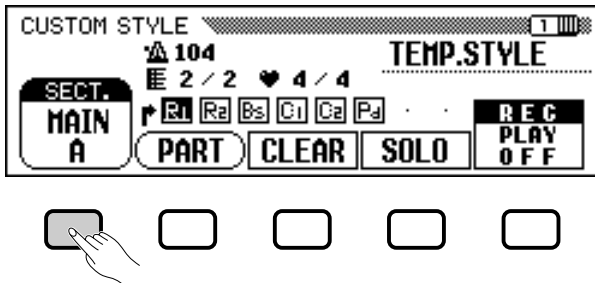 CUSTOM STYLE 1
104 TEMP.STYLE
2/2 4/4
SECT. R1 R2 Bs C1 C2 Pd · · REC
MAIN PLAY
A PART CLEAR SOLO OFF